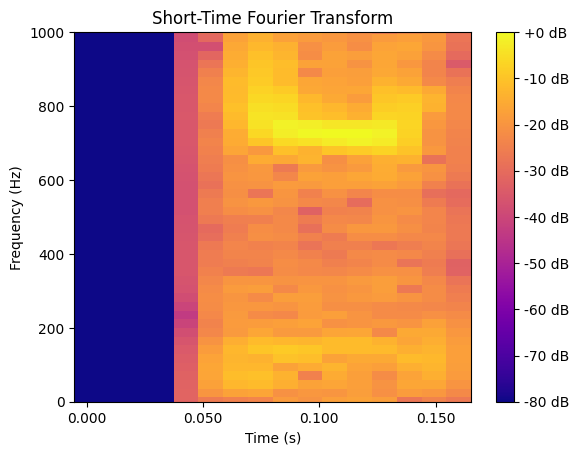 Short-Time Fourier Transform
1000
800
600
400
200
0
Frequency (Hz)
0.000
0.050
0.100
0.150
Time (s)
+0 dB
-10 dB
-20 dB
-30 dB
-40 dB
-50 dB
-60 dB
-70 dB
-80 dB